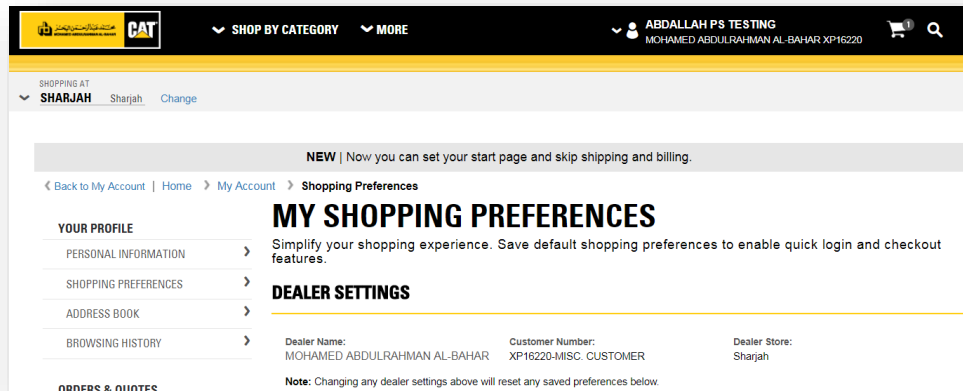 CAT
SHOP BY CATEGORY
MORE
ABDALLAH PS TESTING
MOHAMED ABDULRAHMAN AL-BAHAR XP16220
1
SHOPPING AT
SHARJAH Sharjah Change
NEW | Now you can set your start page and skip shipping and billing.
Back to My Account | Home > My Account > Shopping Preferences
YOUR PROFILE
PERSONAL INFORMATION
SHOPPING PREFERENCES
ADDRESS BOOK
BROWSING HISTORY
ORDERS & QUOTES
MY SHOPPING PREFERENCES
Simplify your shopping experience. Save default shopping preferences to enable quick login and checkout
features.
DEALER SETTINGS
Dealer Name: Customer Number: Dealer Store:
MOHAMED ABDULRAHMAN AL-BAHAR XP16220-MISC. CUSTOMER Sharjah
Note: Changing any dealer settings above will reset any saved preferences below.